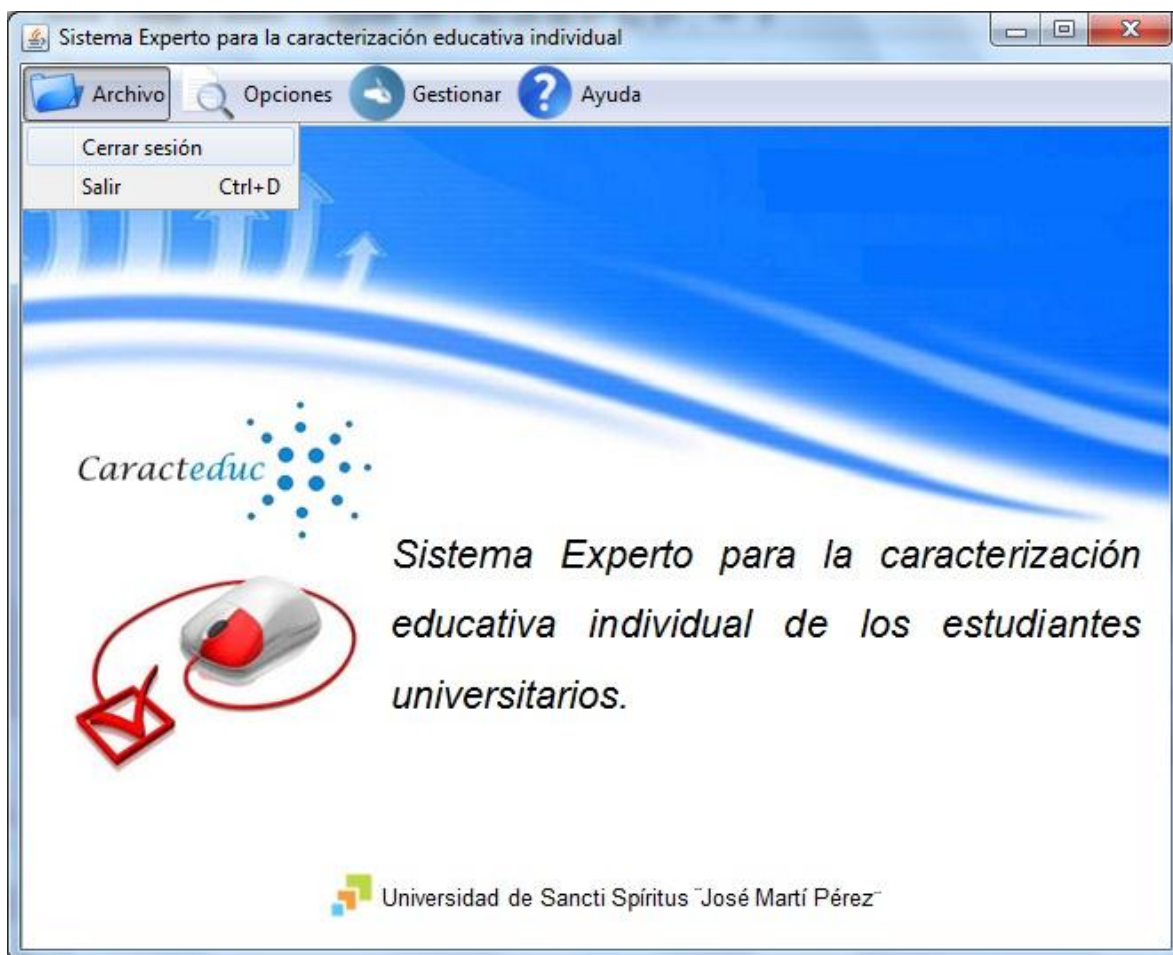 Sistema Experto para la caracterización educativa individual
Archivo Opciones Gestionar Ayuda
Cerrar sesión
Salir Ctrl+D
Caracteduc
Sistema Experto para la caracterización
educativa individual de los estudiantes
universitarios.
Universidad de Sancti Spíritus ¨José Martí Pérez¨